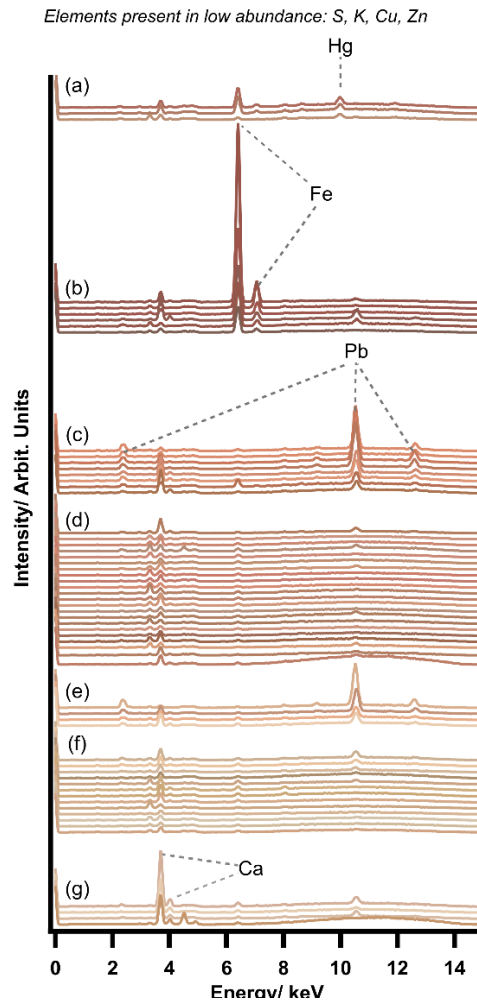 Elements present in low abundance: S, K, Cu, Zn
Hg
(a)
Fe
(b)
Pb
(c)
(d)
(e)
(f)
Ca
(g)
Intensity/ Arbit. Units
0 2 4 6 8 10 12 14
Energy/ keV